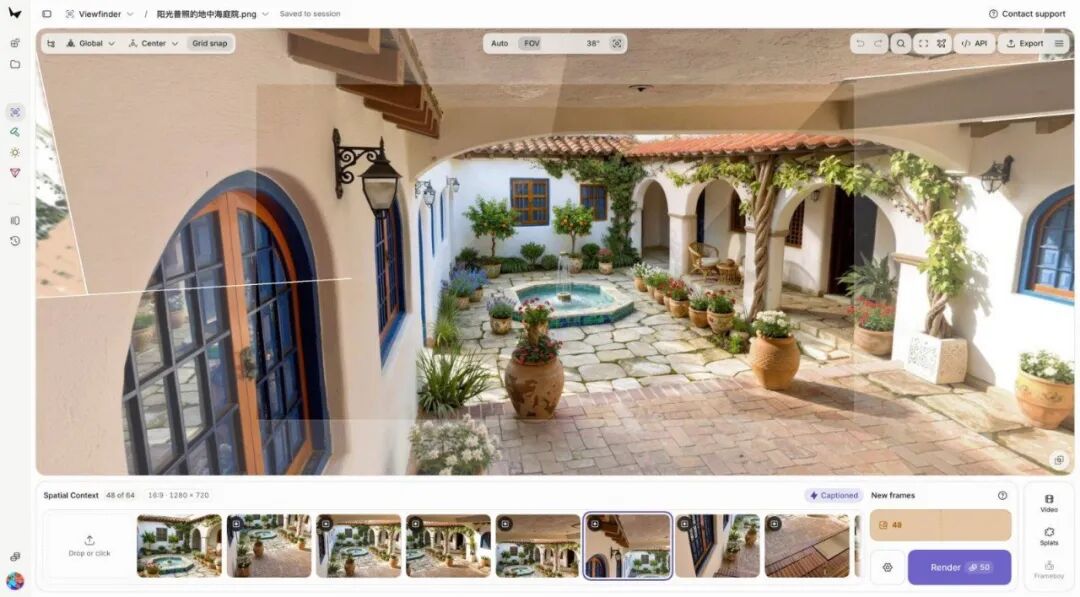 Viewfinder / 阳光普照的地中海庭院.png Saved to session Contact support
Global Center Grid snap Auto FOV 38° API Export
Spatial Context 48 of 64 16:9 · 1280 × 720 Captioned New frames
Drop or click
48
Render 50
Video
Splats
Frameboy